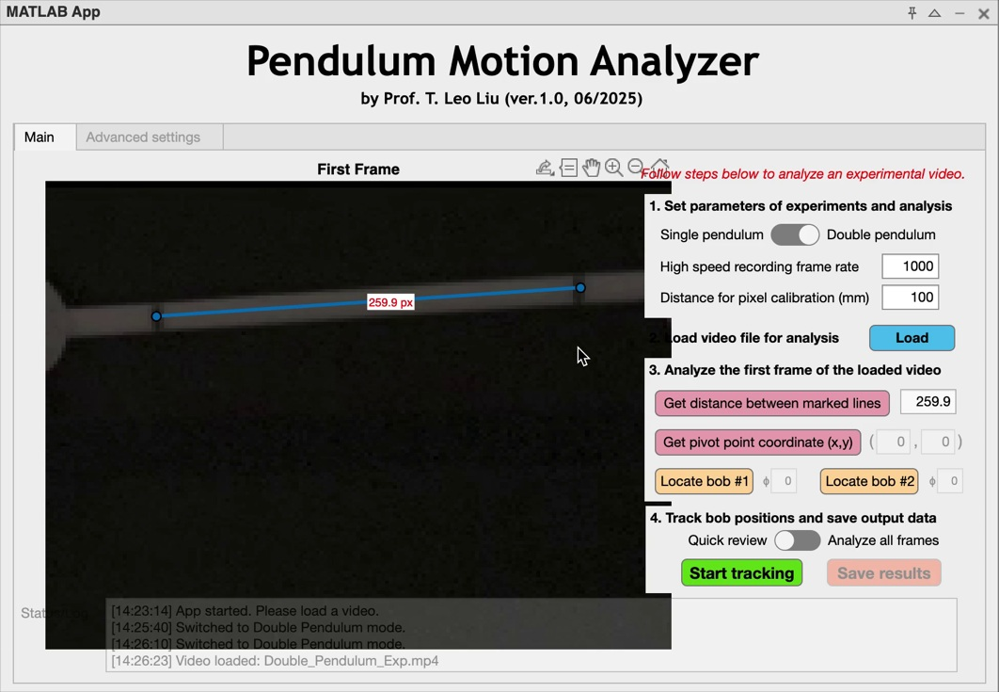 MATLAB App
Pendulum Motion Analyzer
by Prof. T. Leo Liu (ver.1.0, 06/2025)
Main
Advanced settings
First Frame
Follow steps below to analyze an experimental video.
1. Set parameters of experiments and analysis
Single pendulum
Double pendulum
High speed recording frame rate
1000
Distance for pixel calibration (mm)
100
259.9 px
2. Load video file for analysis
Load
3. Analyze the first frame of the loaded video
Get distance between marked lines
259.9
Get pivot point coordinate (x,y)
( 0 , 0 )
Locate bob #1
ϕ 0
Locate bob #2
ϕ 0
4. Track bob positions and save output data
Quick review
Analyze all frames
Start tracking
Save results
[14:23:14] App started. Please load a video.
[14:25:40] Switched to Double Pendulum mode.
[14:26:10] Switched to Double Pendulum mode.
[14:26:23] Video loaded: Double_Pendulum_Exp.mp4